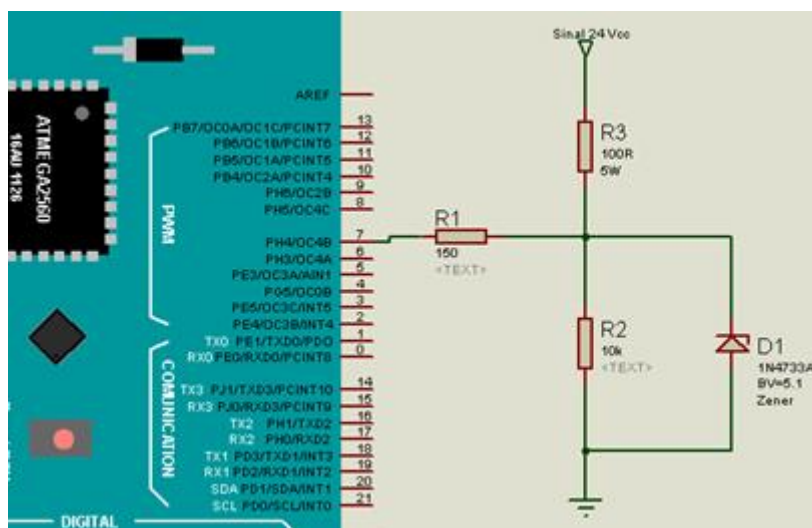 Sinal 24 Vcc
AREF
PB7/OC0A/OC1C/PCINT7 13
PB6/OC1B/PCINT6 12
PB5/OC1A/PCINT5 11
PB4/OC2A/PCINT4 10
PH6/OC2B 9
PH5/OC4C 8
PH4/OC4B 7
PH3/OC4A 6
PE3/OC3A/AIN1 5
PG5/OC0B 4
PE5/OC3C/INT5 3
PE4/OC3B/INT4 2
TX0 PE1/TXD0/PDO 1
RX0 PE0/RXD0/PCINT8 0
TX3 PJ1/TXD3/PCINT10 14
RX3 PJ0/RXD3/PCINT9 15
TX2 PH1/TXD2 16
RX2 PH0/RXD2 17
TX1 PD3/TXD1/INT3 18
RX1 PD2/RXD1/INT2 19
SDA PD1/SDA/INT1 20
SCL PD0/SCL/INT0 21
ATMEGA2560
16AU 1126
PWM
COMUNICATION
DIGITAL
R3
100R
5W
R1
150
<TEXT>
R2
10k
<TEXT>
D1
1N4733A
BV=5.1
Zener